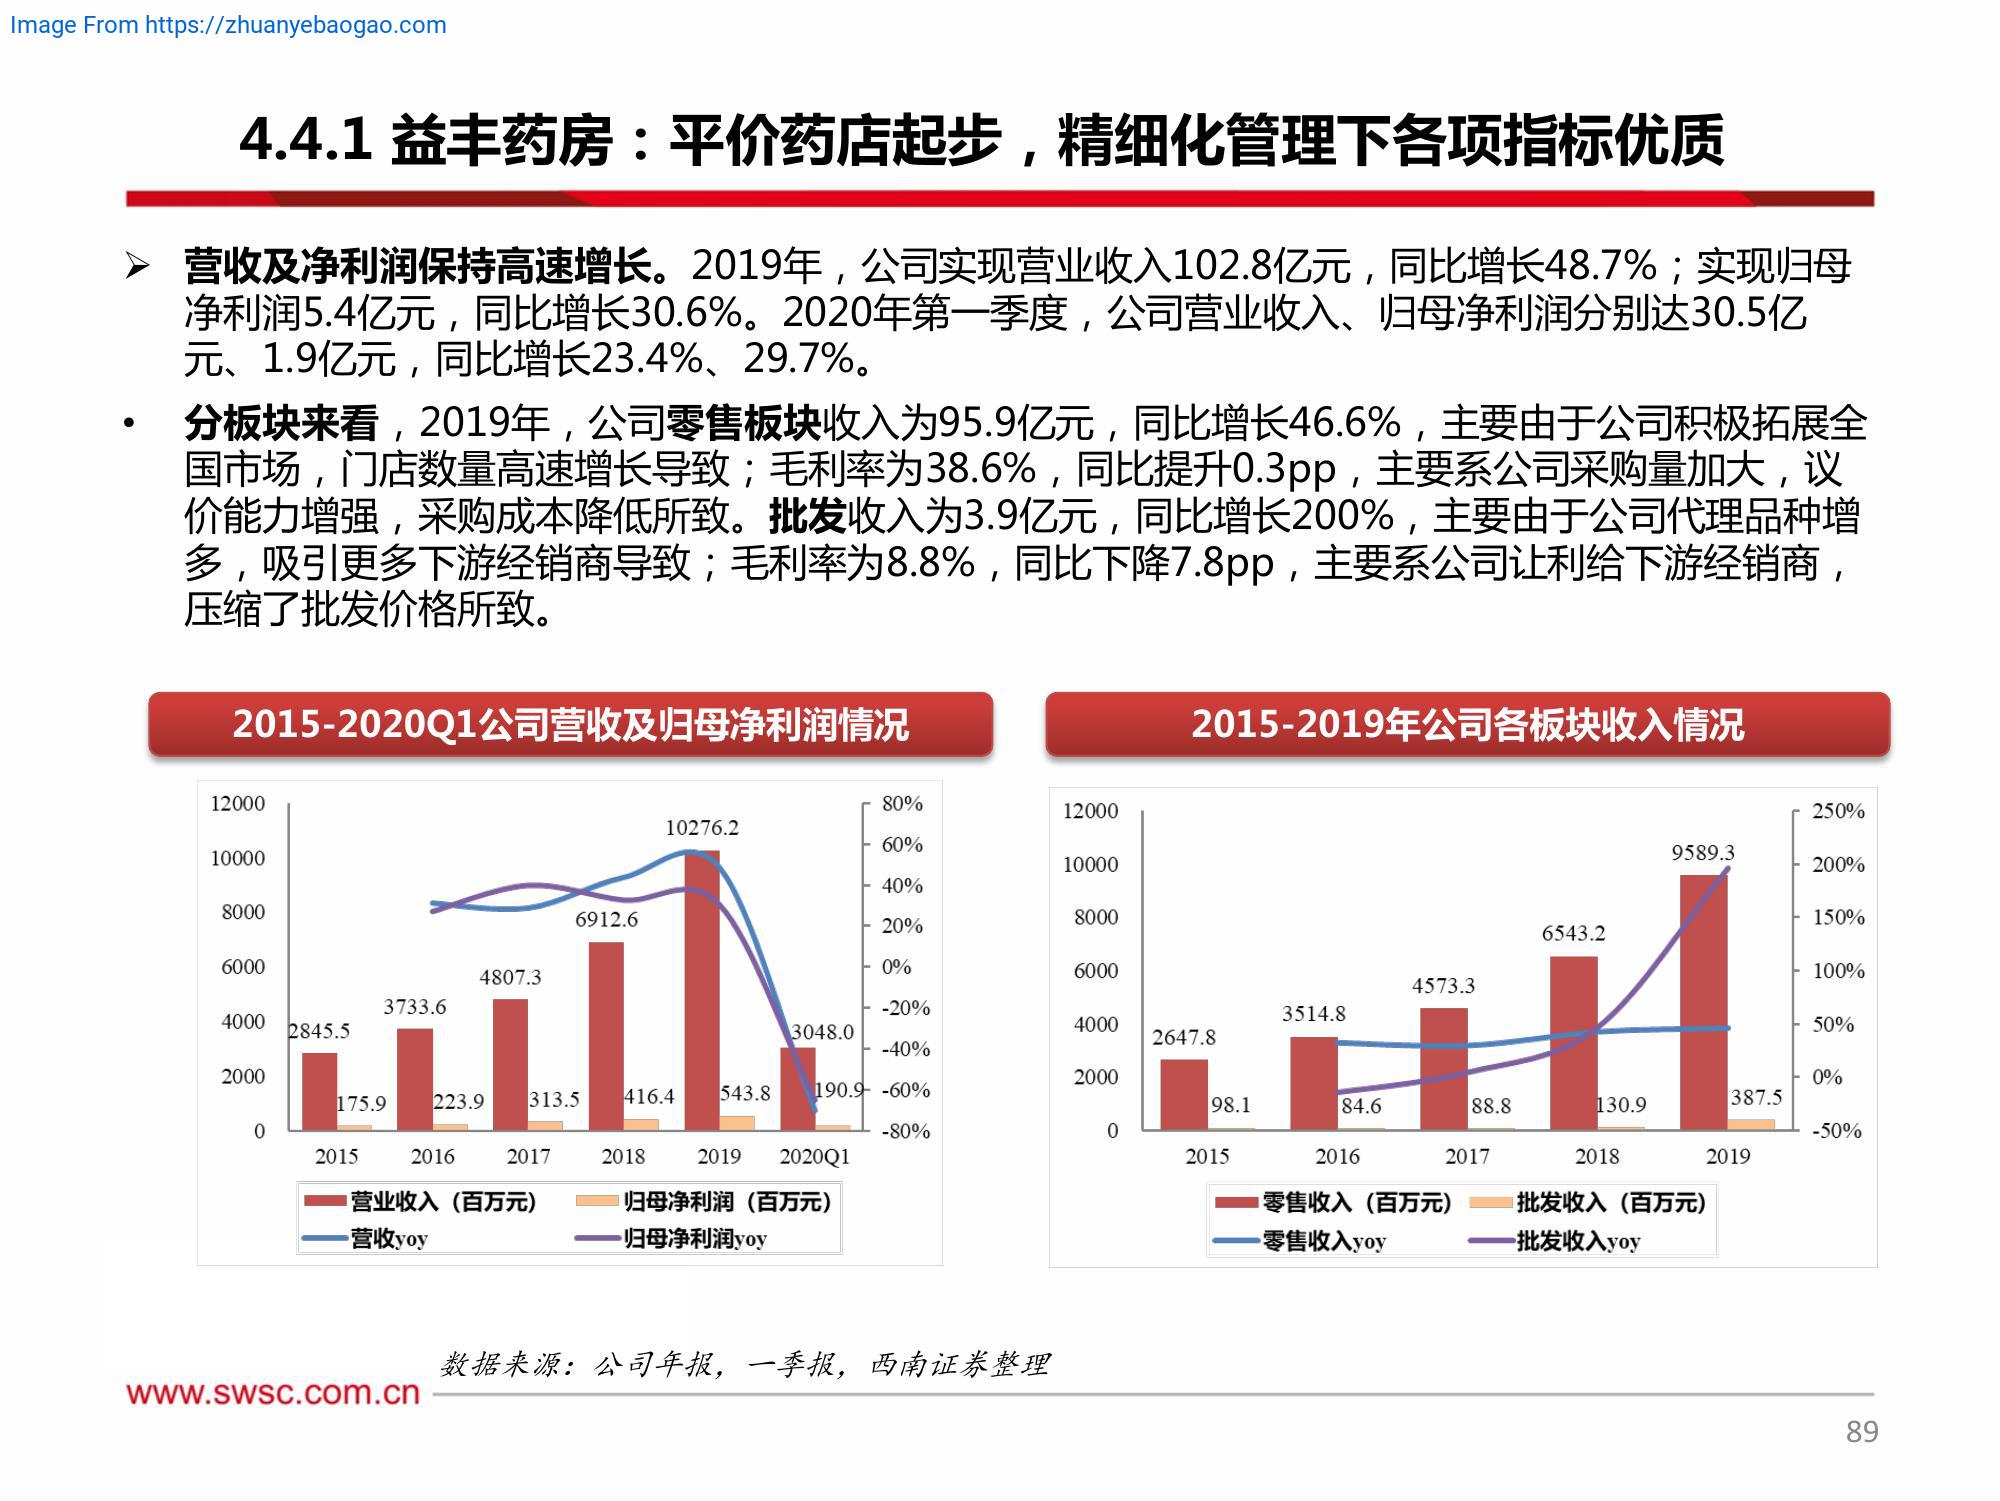 Image From https://zhuanyebaogao.com
4.4.1 益丰药房：平价药店起步，精细化管理下各项指标优质
➢ 营收及净利润保持高速增长。2019年，公司实现营业收入102.8亿元，同比增长48.7%；实现归母
净利润5.4亿元，同比增长30.6%。2020年第一季度，公司营业收入、归母净利润分别达30.5亿
元、1.9亿元，同比增长23.4%、29.7%。
• 分板块来看，2019年，公司零售板块收入为95.9亿元，同比增长46.6%，主要由于公司积极拓展全
国市场，门店数量高速增长导致；毛利率为38.6%，同比提升0.3pp，主要系公司采购量加大，议
价能力增强，采购成本降低所致。批发收入为3.9亿元，同比增长200%，主要由于公司代理品种增
多，吸引更多下游经销商导致；毛利率为8.8%，同比下降7.8pp，主要系公司让利给下游经销商，
压缩了批发价格所致。
2015-2020Q1公司营收及归母净利润情况
12000
10000
8000
6000
4000
2000
0
80%
60%
40%
20%
0%
-20%
-40%
-60%
-80%
2845.5
3733.6
4807.3
6912.6
10276.2
3048.0
175.9
223.9
313.5
416.4
543.8
190.9
2015 2016 2017 2018 2019 2020Q1
营业收入（百万元） 归母净利润（百万元）
营收yoy 归母净利润yoy
2015-2019年公司各板块收入情况
12000
10000
8000
6000
4000
2000
0
250%
200%
150%
100%
50%
0%
-50%
2647.8
3514.8
4573.3
6543.2
9589.3
98.1
84.6
88.8
130.9
387.5
2015 2016 2017 2018 2019
零售收入（百万元） 批发收入（百万元）
零售收入yoy 批发收入yoy
数据来源：公司年报，一季报，西南证券整理
www.swsc.com.cn
89